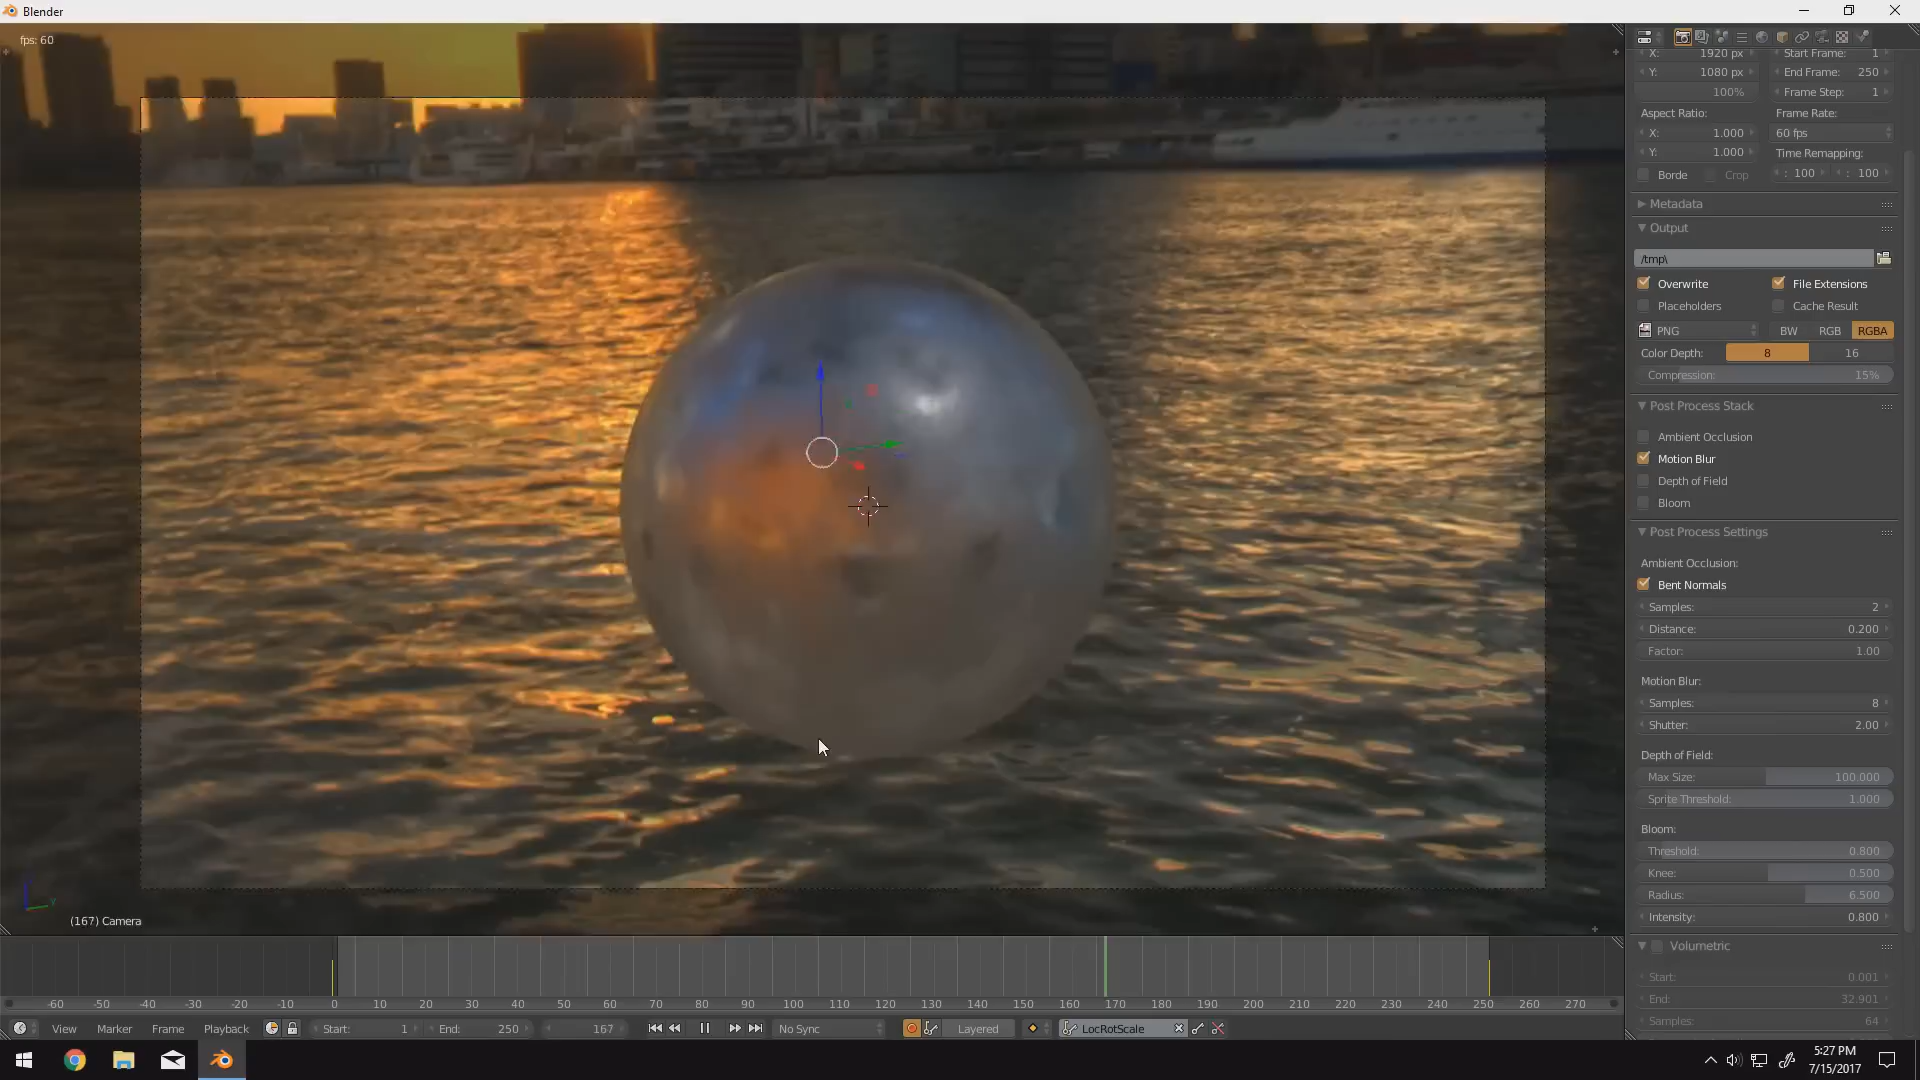 Blender
fps: 60
X: 1920 px
Start Frame: 1
Y: 1080 px
End Frame: 250
100%
Frame Step: 1
Aspect Ratio:
Frame Rate:
X: 1.000
60 fps
Y: 1.000
Time Remapping:
Borde
Crop
: 100
: 100
Metadata
Output
/tmp\
Overwrite
File Extensions
Placeholders
Cache Result
PNG
BW
RGB
RGBA
Color Depth:
8
16
Compression: 15%
Post Process Stack
Ambient Occlusion
Motion Blur
Depth of Field
Bloom
Post Process Settings
Ambient Occlusion:
Bent Normals
Samples: 2
Distance: 0.200
Factor: 1.00
Motion Blur:
Samples: 8
Shutter: 2.00
Depth of Field:
Max Size: 100.000
Sprite Threshold: 1.000
Bloom:
Threshold: 0.800
Knee: 0.500
Radius: 6.500
Intensity: 0.800
Volumetric
Start: 0.001
End: 32.901
Samples: 64
Y
(167) Camera
-60 -50 -40 -30 -20 -10 0 10 20 30 40 50 60 70 80 90 100 110 120 130 140 150 160 170 180 190 200 210 220 230 240 250 260 270
View
Marker
Frame
Playback
Start: 1
End: 250
167
No Sync
Layered
LocRotScale
5:27 PM
7/15/2017